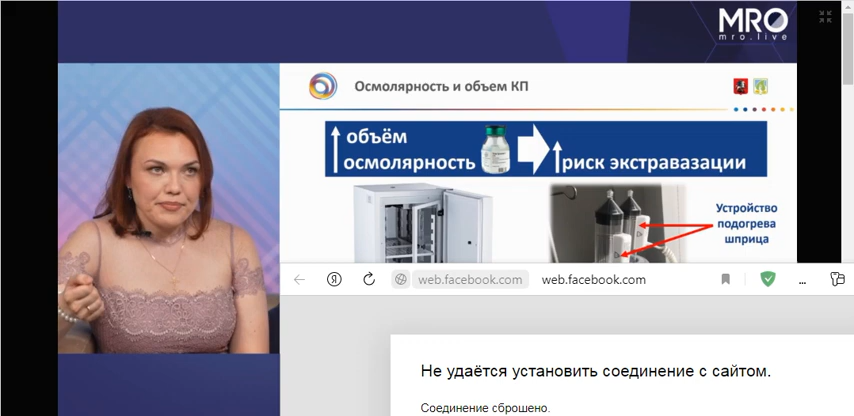 MRO
mro.live
Осмолярность и объем КП
объём
осмолярность
риск экстравазации
Устройство
подогрева
шприца
web.facebook.com web.facebook.com
...
Не удаётся установить соединение с сайтом.
Соединение сброшено.